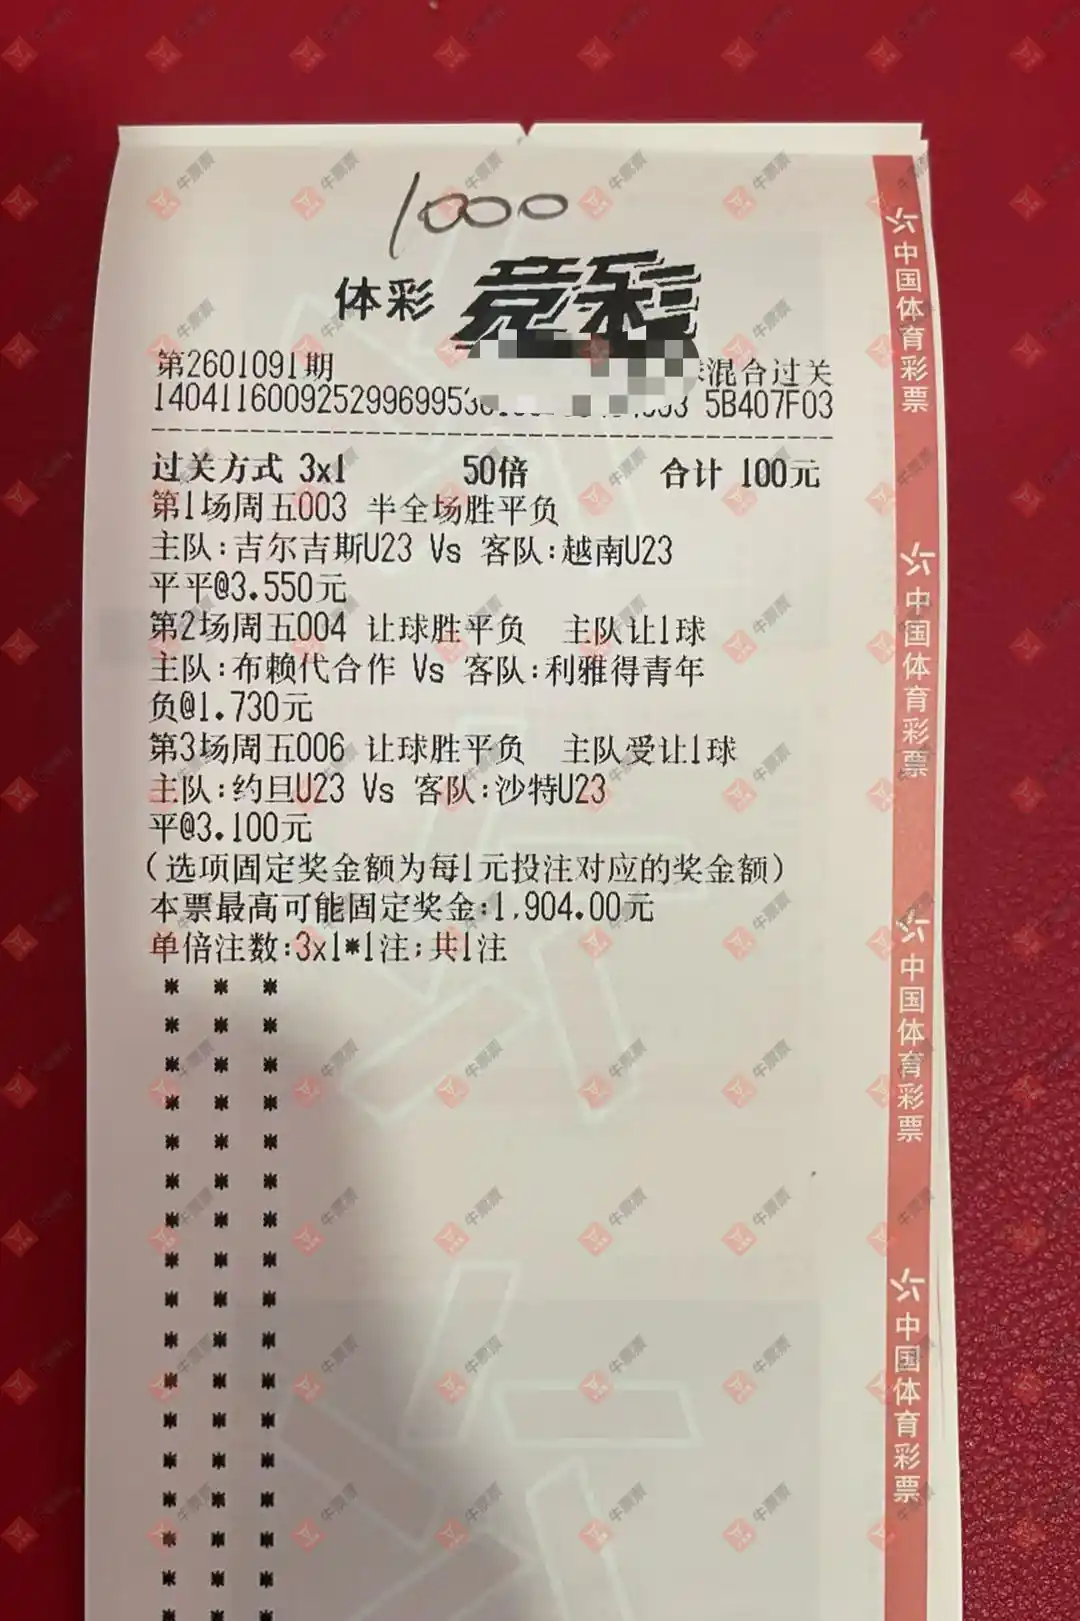 1000
体彩 竞彩
第2601091期 混合过关
14041160092529969953 5B407F03
过关方式 3x1 50倍 合计 100元
第1场周五003 半全场胜平负
主队:吉尔吉斯U23 Vs 客队:越南U23
平平@3.550元
第2场周五004 让球胜平负 主队让1球
主队:布赖代合作 Vs 客队:利雅得青年
负@1.730元
第3场周五006 让球胜平负 主队受让1球
主队:约旦U23 Vs 客队:沙特U23
平@3.100元
(选项固定奖金额为每1元投注对应的奖金额)
本票最高可能固定奖金:1,904.00元
单倍注数:3x1*1注;共1注
中国体育彩票
中国体育彩票
中国体育彩票
中国体育彩票
牛票票